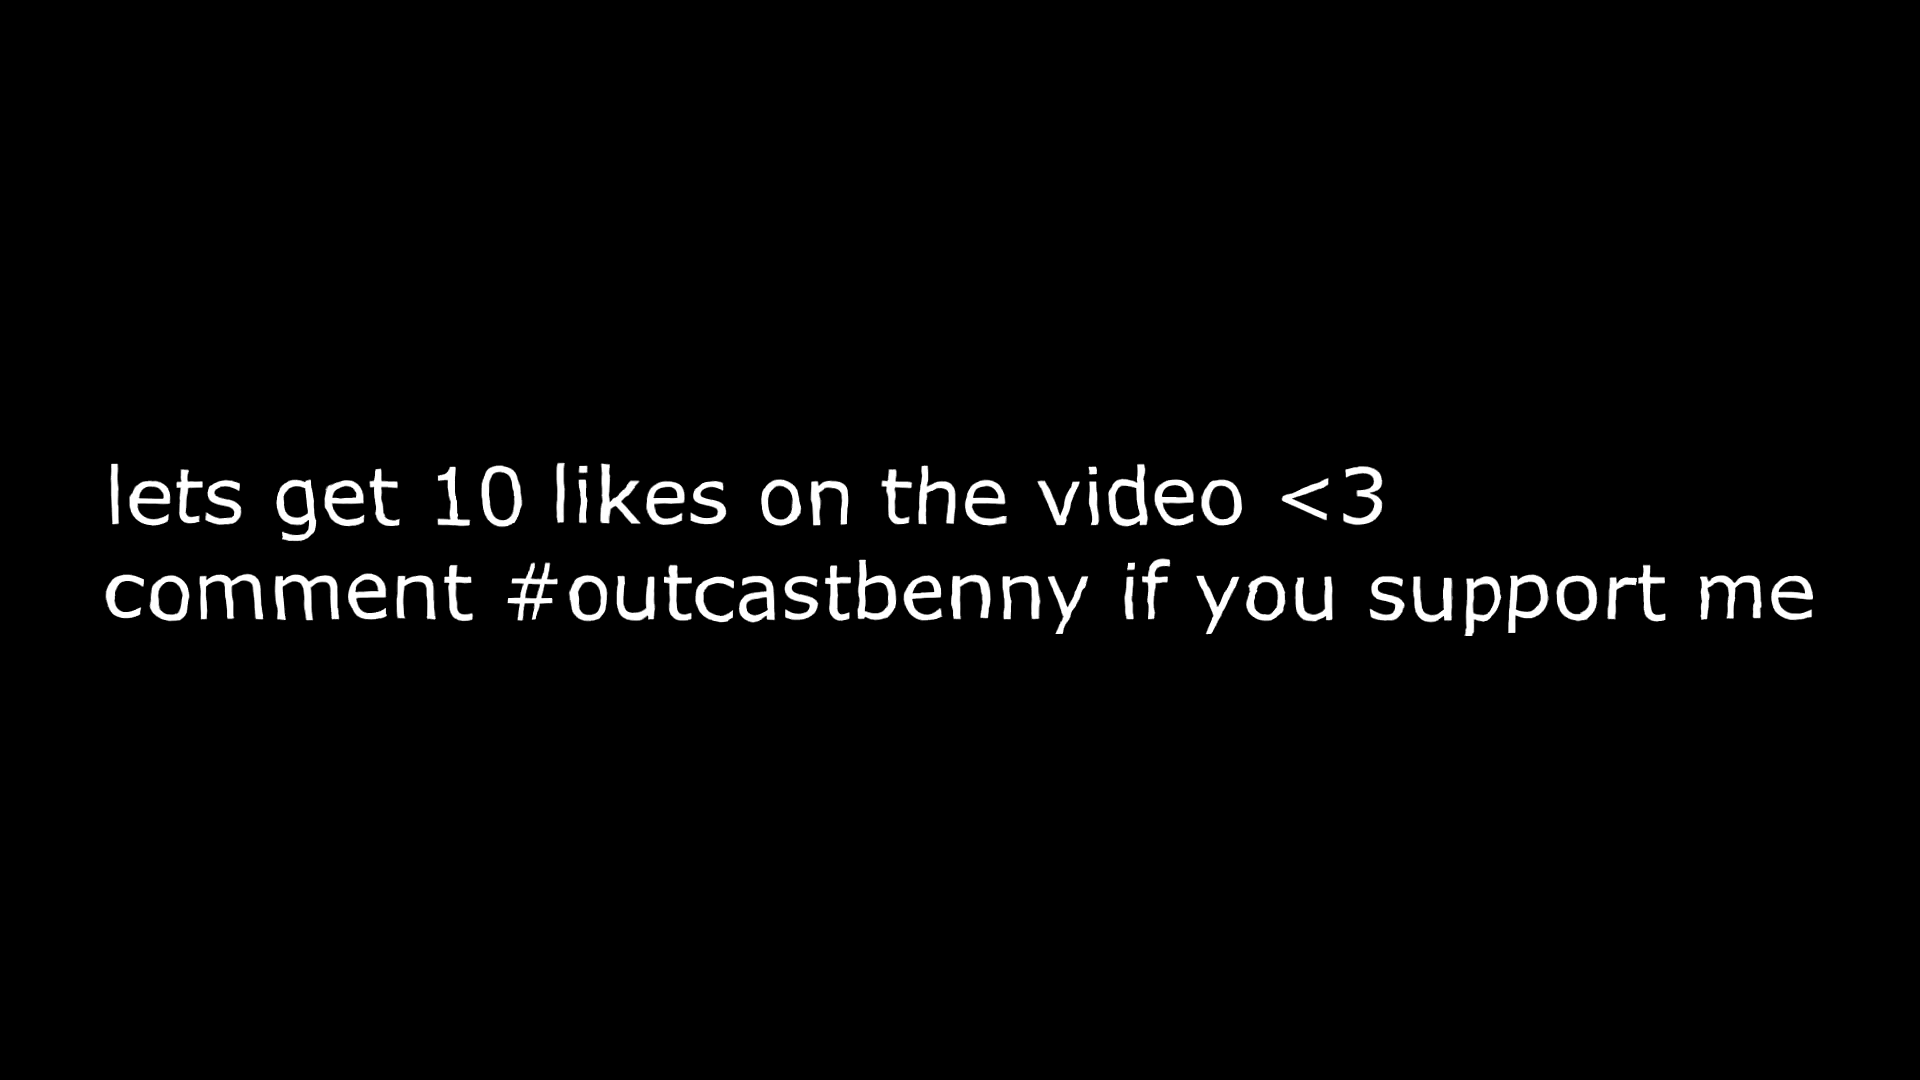 lets get 10 likes on the video <3
comment #outcastbenny if you support me